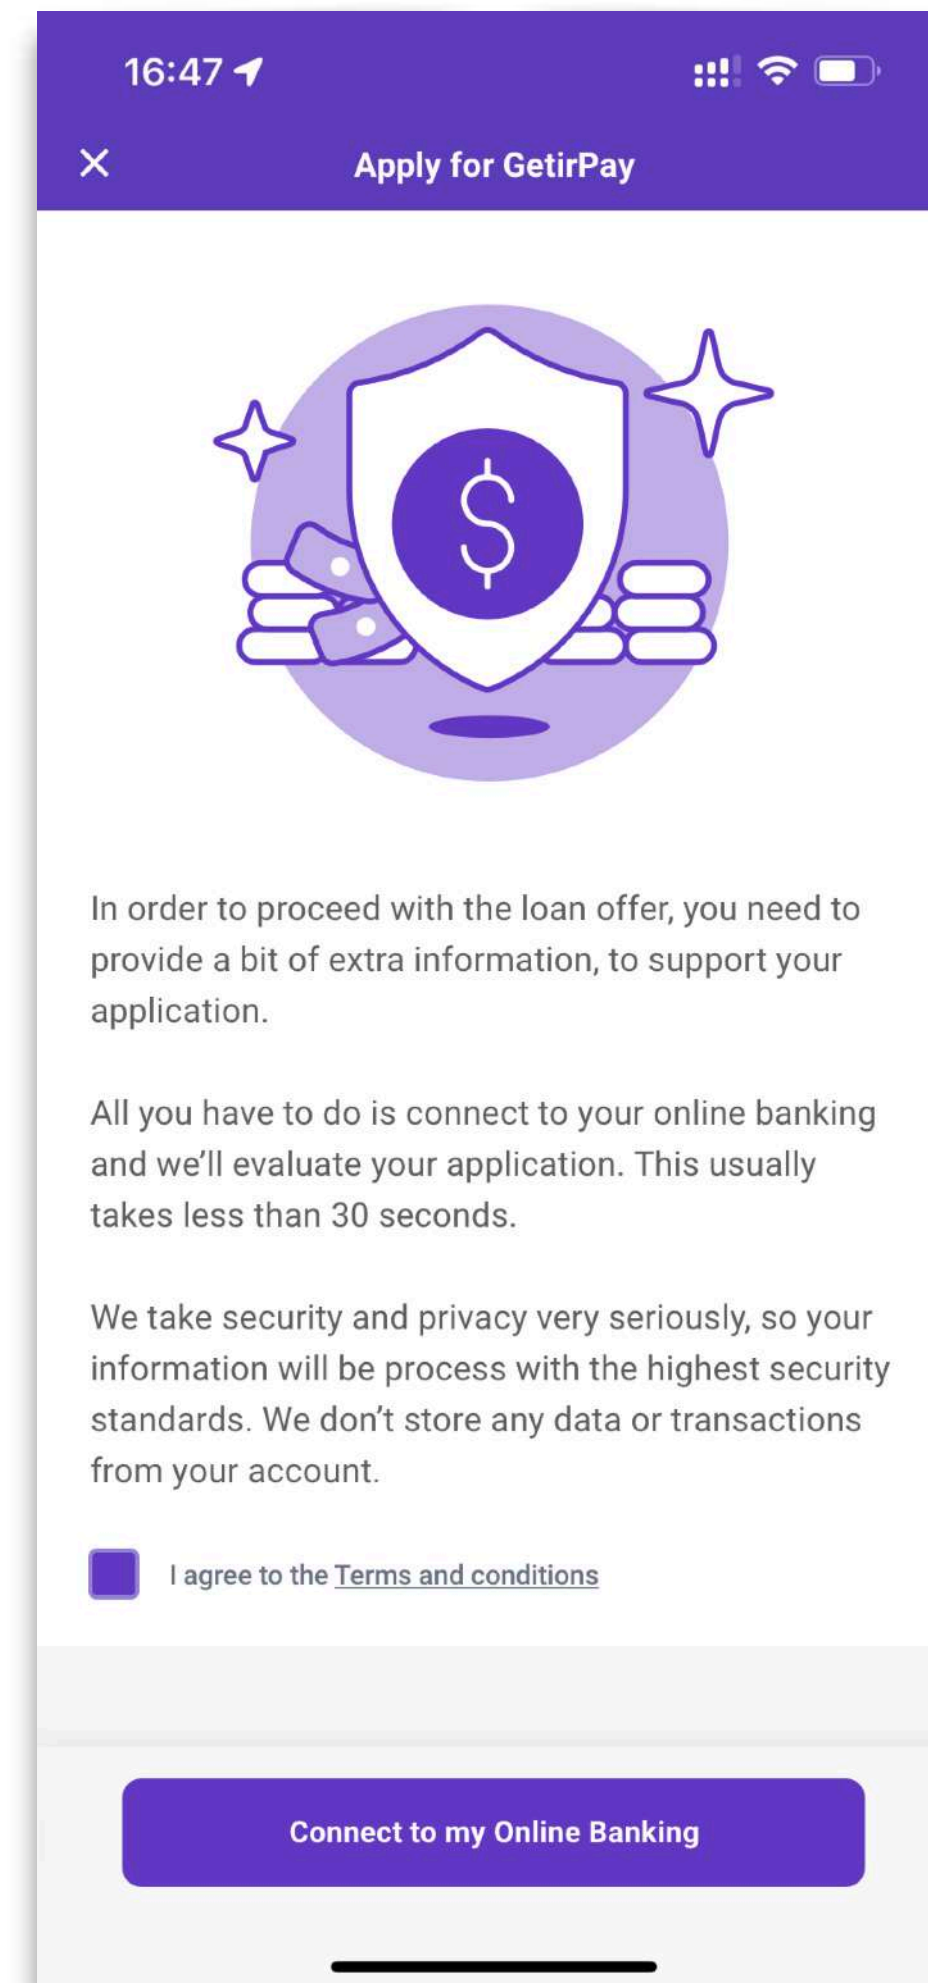 16:47
Apply for GetirPay
$
In order to proceed with the loan offer, you need to
provide a bit of extra information, to support your
application.
All you have to do is connect to your online banking
and we’ll evaluate your application. This usually
takes less than 30 seconds.
We take security and privacy very seriously, so your
information will be process with the highest security
standards. We don’t store any data or transactions
from your account.
I agree to the Terms and conditions
Connect to my Online Banking